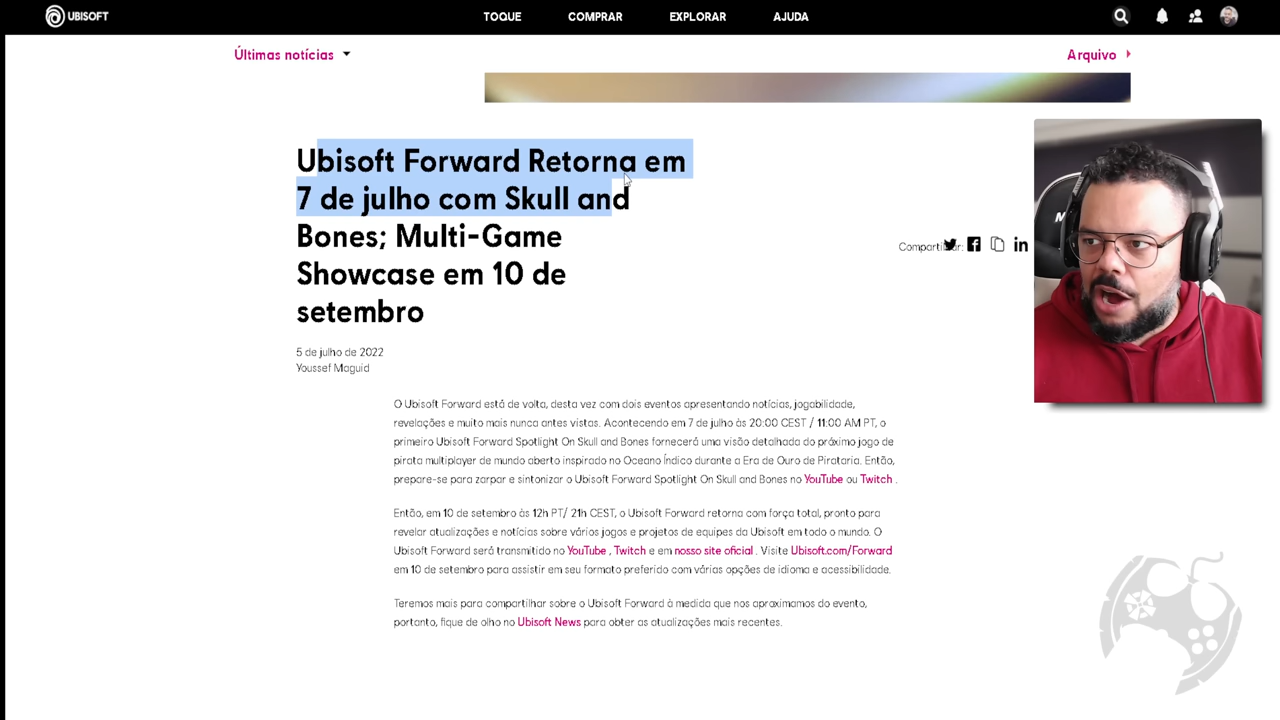 UBISOFT
TOQUE
COMPRAR
EXPLORAR
AJUDA
Últimas notícias
Arquivo
Ubisoft Forward Retorna em
7 de julho com Skull and
Bones; Multi-Game
Showcase em 10 de
setembro
Compartilhar:
5 de julho de 2022
Youssef Maguid
O Ubisoft Forward está de volta, desta vez com dois eventos apresentando notícias, jogabilidade,
revelações e muito mais nunca antes vistas. Acontecendo em 7 de julho às 20:00 CEST / 11:00 AM PT, o
primeiro Ubisoft Forward Spotlight On Skull and Bones fornecerá uma visão detalhada do próximo jogo de
pirata multiplayer de mundo aberto inspirado no Oceano Índico durante a Era de Ouro de Pirataria. Então,
prepare-se para zarpar e sintonizar o Ubisoft Forward Spotlight On Skull and Bones no YouTube ou Twitch .
Então, em 10 de setembro às 12h PT/ 21h CEST, o Ubisoft Forward retorna com força total, pronto para
revelar atualizações e notícias sobre vários jogos e projetos de equipes da Ubisoft em todo o mundo. O
Ubisoft Forward será transmitido no YouTube , Twitch e em nosso site oficial . Visite Ubisoft.com/Forward
em 10 de setembro para assistir em seu formato preferido com várias opções de idioma e acessibilidade.
Teremos mais para compartilhar sobre o Ubisoft Forward à medida que nos aproximamos do evento,
portanto, fique de olho no Ubisoft News para obter as atualizações mais recentes.